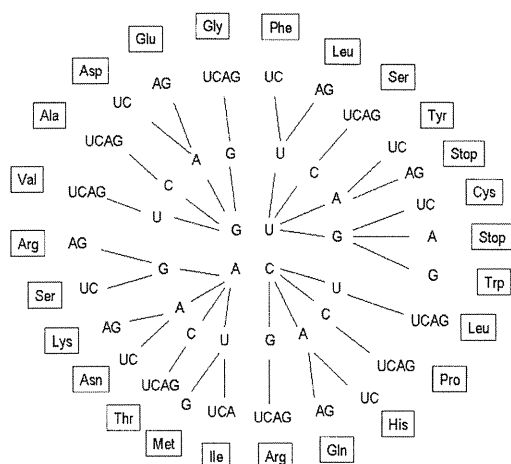 Gly Phe
Glu Leu
Asp AG UCAG UC AG Ser
UC UCAG
Ala Tyr
UCAG A G U UC Stop
C C AG
Val UCAG A UC Cys
U G U G
Arg AG A Stop
G A C
Ser UC G Trp
A U
Lys AG C C UCAG Leu
UC U G A
Asn UCAG UCAG Pro
Thr G UC
Met UCA UCAG AG His
Ile Arg Gln